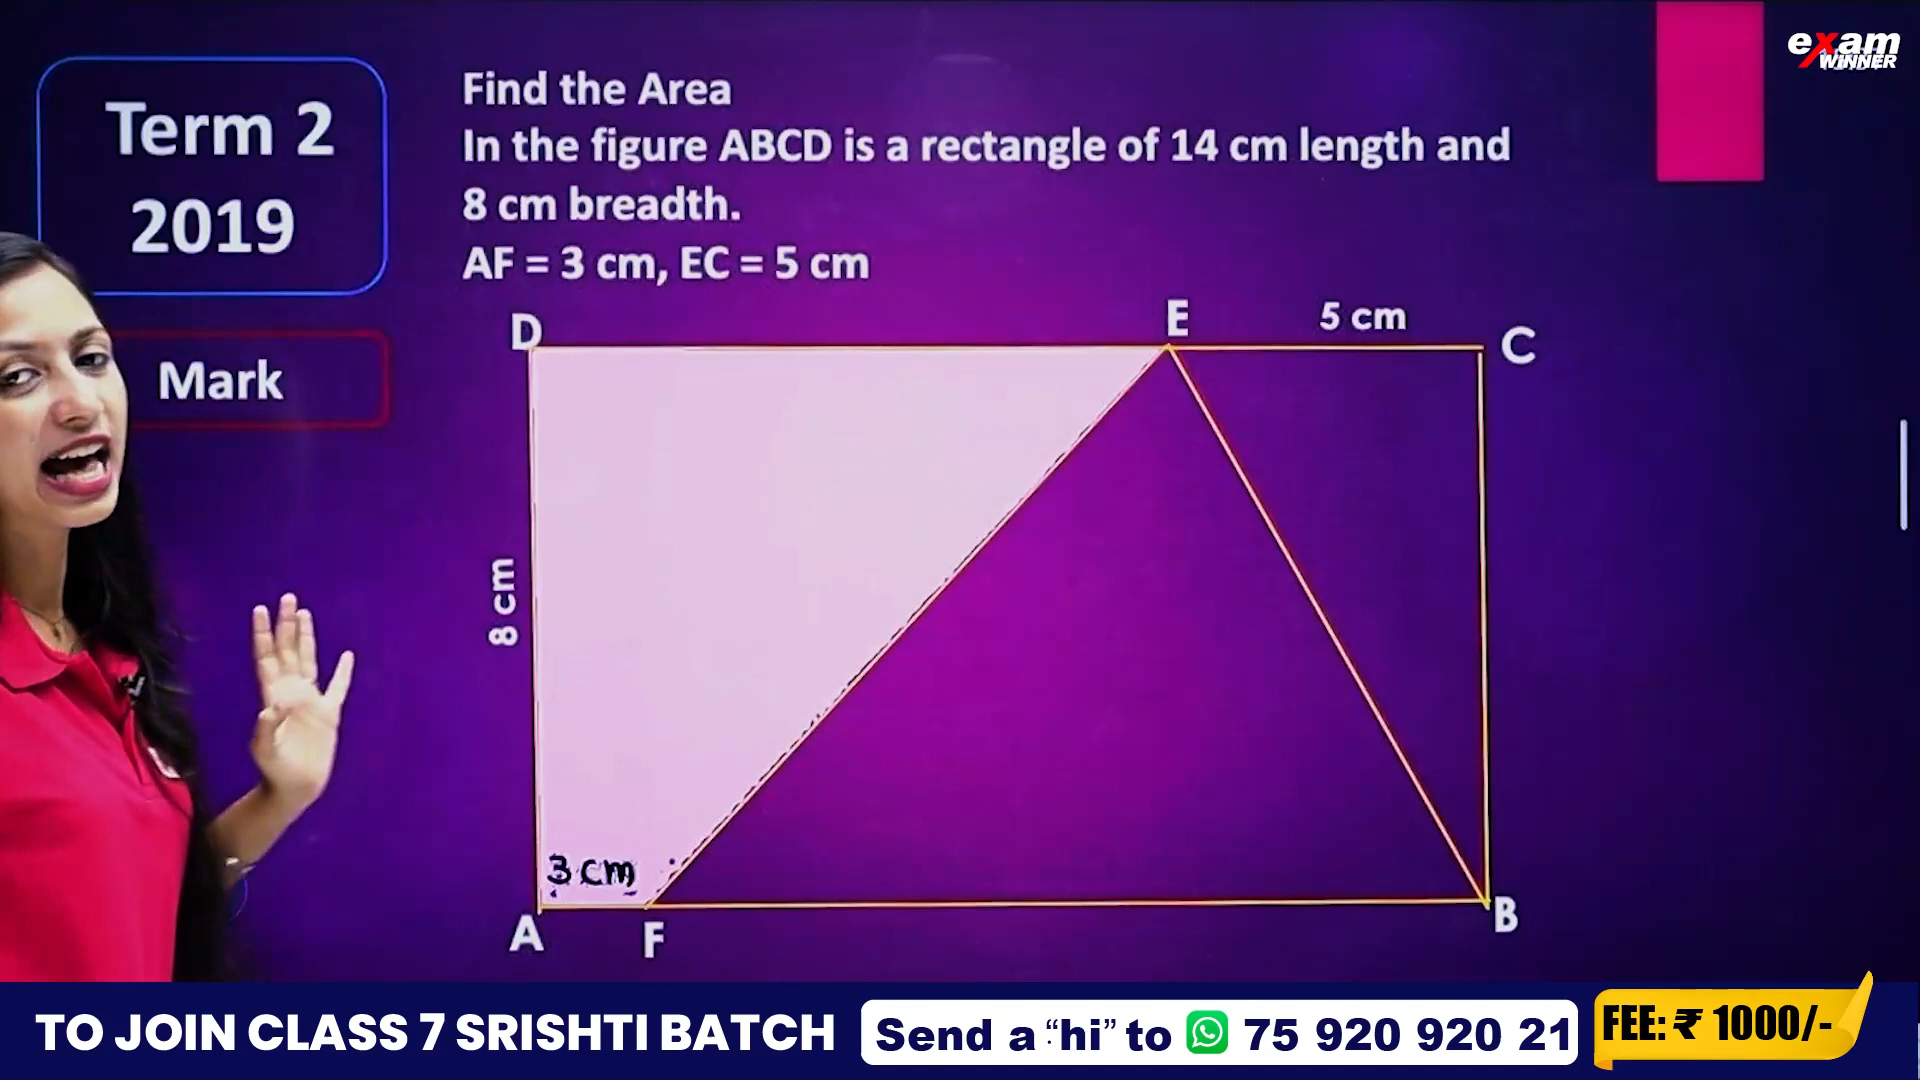 exam
WINNER
Term 2
2019
Mark
Find the Area
In the figure ABCD is a rectangle of 14 cm length and
8 cm breadth.
AF = 3 cm, EC = 5 cm
D
E
5 cm
C
8 cm
3 cm
A
F
B
TO JOIN CLASS 7 SRISHTI BATCH
Send a “hi” to 75 920 920 21
FEE: ₹ 1000/-